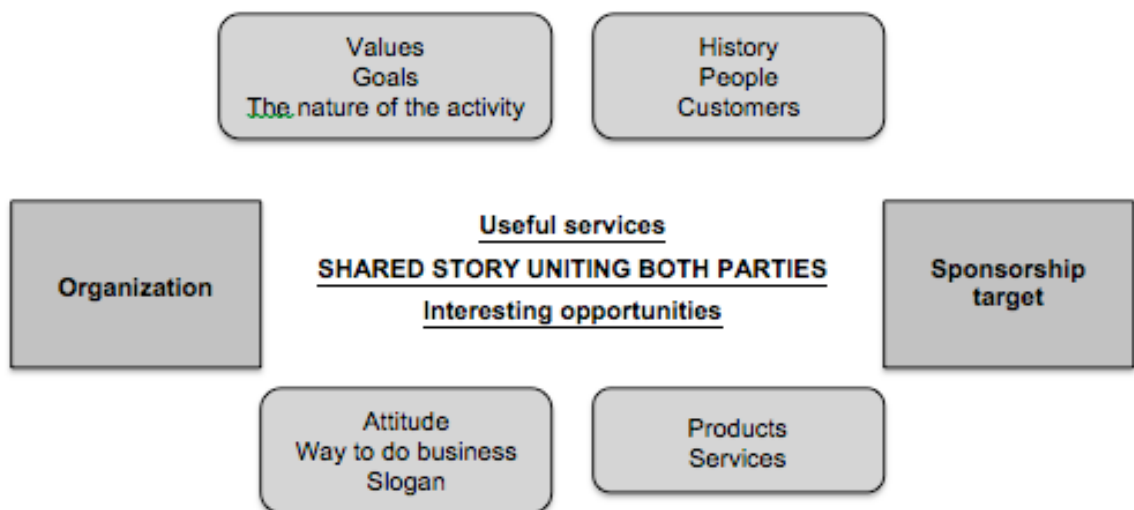 Values
Goals
The nature of the activity
History
People
Customers
Organization
Useful services
SHARED STORY UNITING BOTH PARTIES
Interesting opportunities
Sponsorship
target
Attitude
Way to do business
Slogan
Products
Services